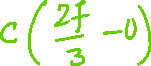 c ( 2f/3 - 0 )